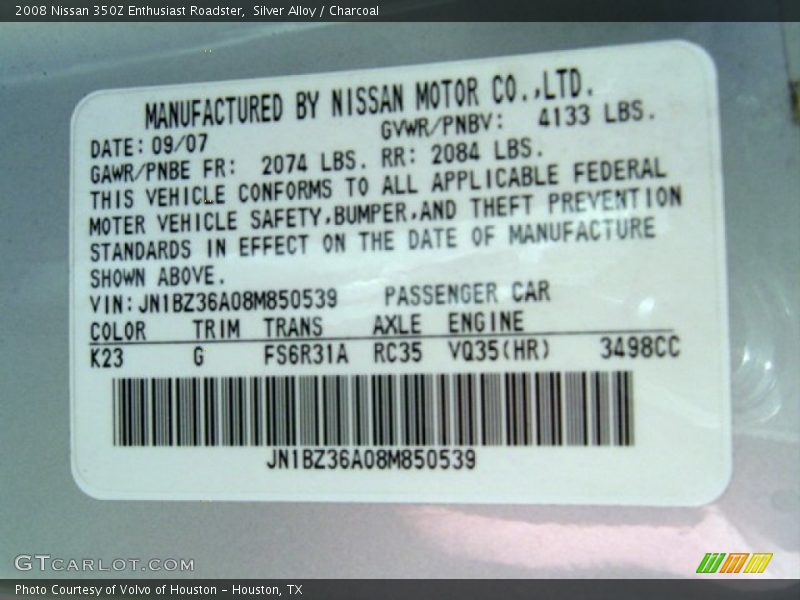 2008 Nissan 350Z Enthusiast Roadster, Silver Alloy / Charcoal
MANUFACTURED BY NISSAN MOTOR CO.,LTD.
DATE: 09/07 GVWR/PNBV: 4133 LBS.
GAWR/PNBE FR: 2074 LBS. RR: 2084 LBS.
THIS VEHICLE CONFORMS TO ALL APPLICABLE FEDERAL
MOTER VEHICLE SAFETY,BUMPER,AND THEFT PREVENTION
STANDARDS IN EFFECT ON THE DATE OF MANUFACTURE
SHOWN ABOVE.
VIN: JN1BZ36A08M850539 PASSENGER CAR
COLOR TRIM TRANS AXLE ENGINE
K23 G FS6R31A RC35 VQ35(HR) 3498CC
JN1BZ36A08M850539
GTCARLOT.COM
Photo Courtesy of Volvo of Houston - Houston, TX